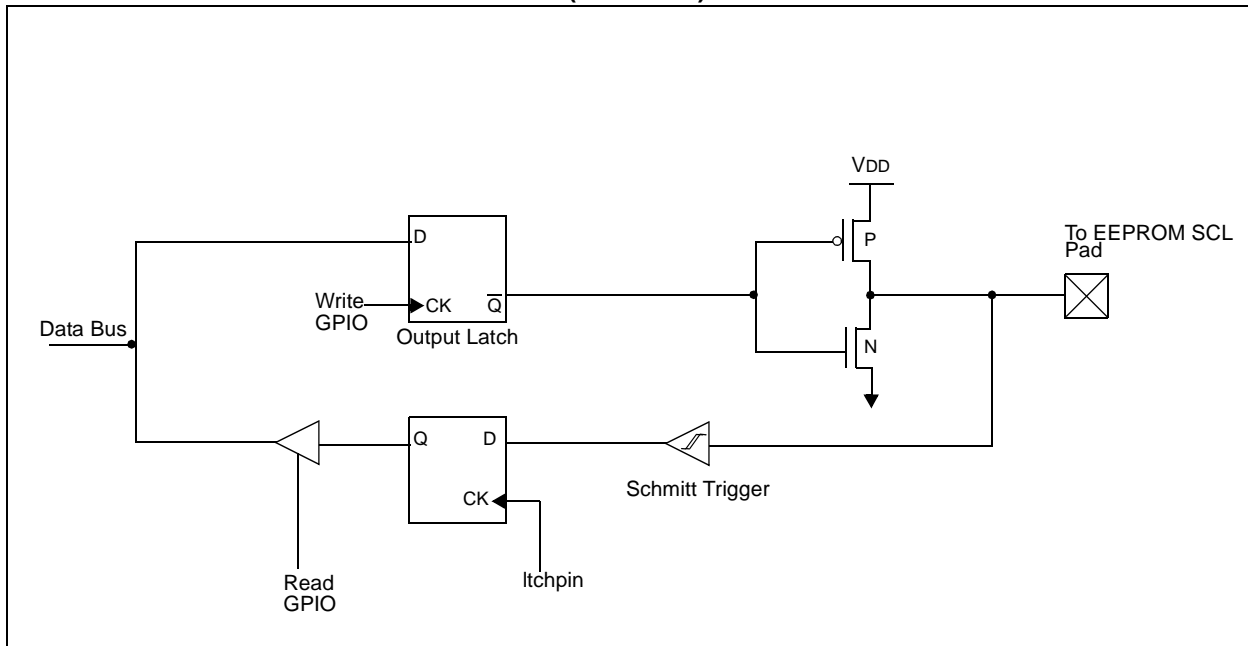 VDD
P
To EEPROM SCL
Pad
D
Write
GPIO
CK
Q
Data Bus
Output Latch
N
Q
D
Schmitt Trigger
CK
Read
GPIO
ltchpin